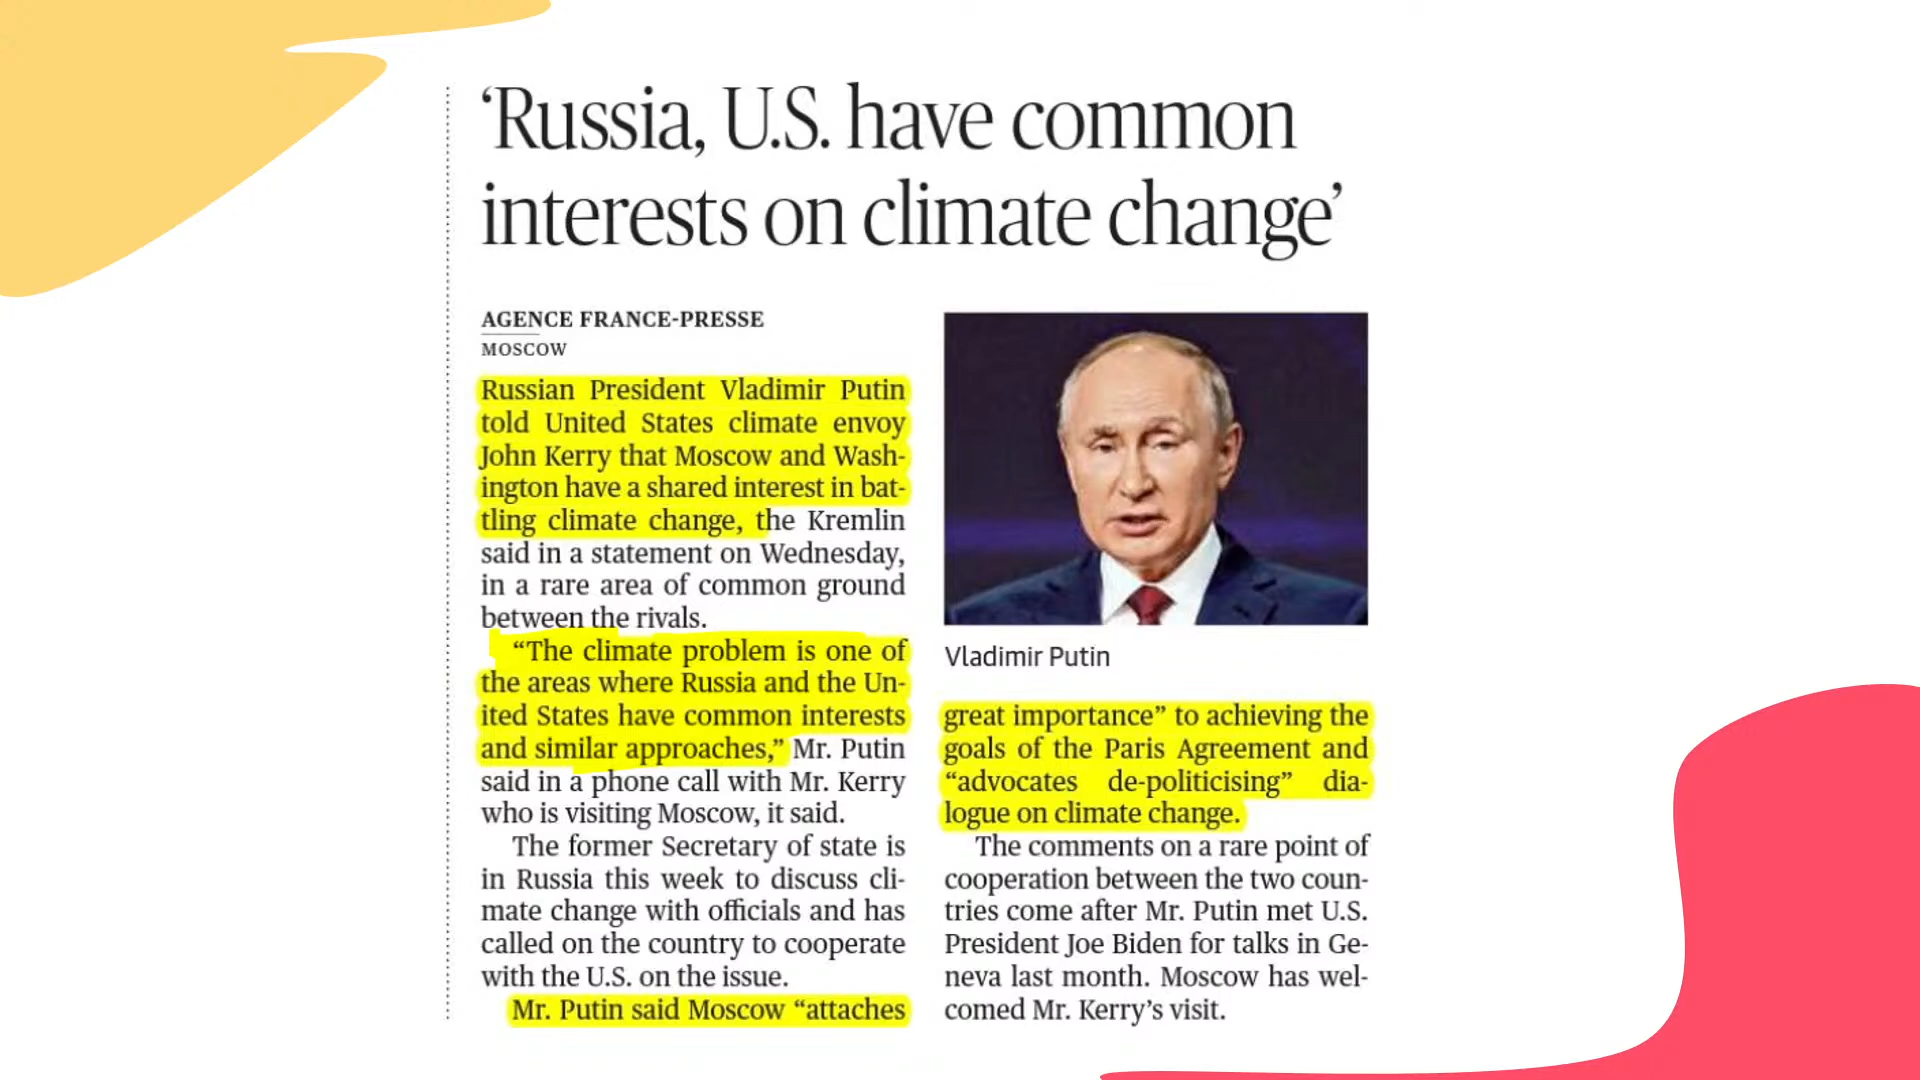 ‘Russia, U.S. have common
interests on climate change’
AGENCE FRANCE-PRESSE
MOSCOW
Russian President Vladimir Putin
told United States climate envoy
John Kerry that Moscow and Wash-
ington have a shared interest in bat-
tling climate change, the Kremlin
said in a statement on Wednesday,
in a rare area of common ground
between the rivals.
“The climate problem is one of
the areas where Russia and the Un-
ited States have common interests
and similar approaches,” Mr. Putin
said in a phone call with Mr. Kerry
who is visiting Moscow, it said.
The former Secretary of state is
in Russia this week to discuss cli-
mate change with officials and has
called on the country to cooperate
with the U.S. on the issue.
Mr. Putin said Moscow “attaches
Vladimir Putin
great importance” to achieving the
goals of the Paris Agreement and
“advocates de-politicising” dia-
logue on climate change.
The comments on a rare point of
cooperation between the two coun-
tries come after Mr. Putin met U.S.
President Joe Biden for talks in Ge-
neva last month. Moscow has wel-
comed Mr. Kerry’s visit.